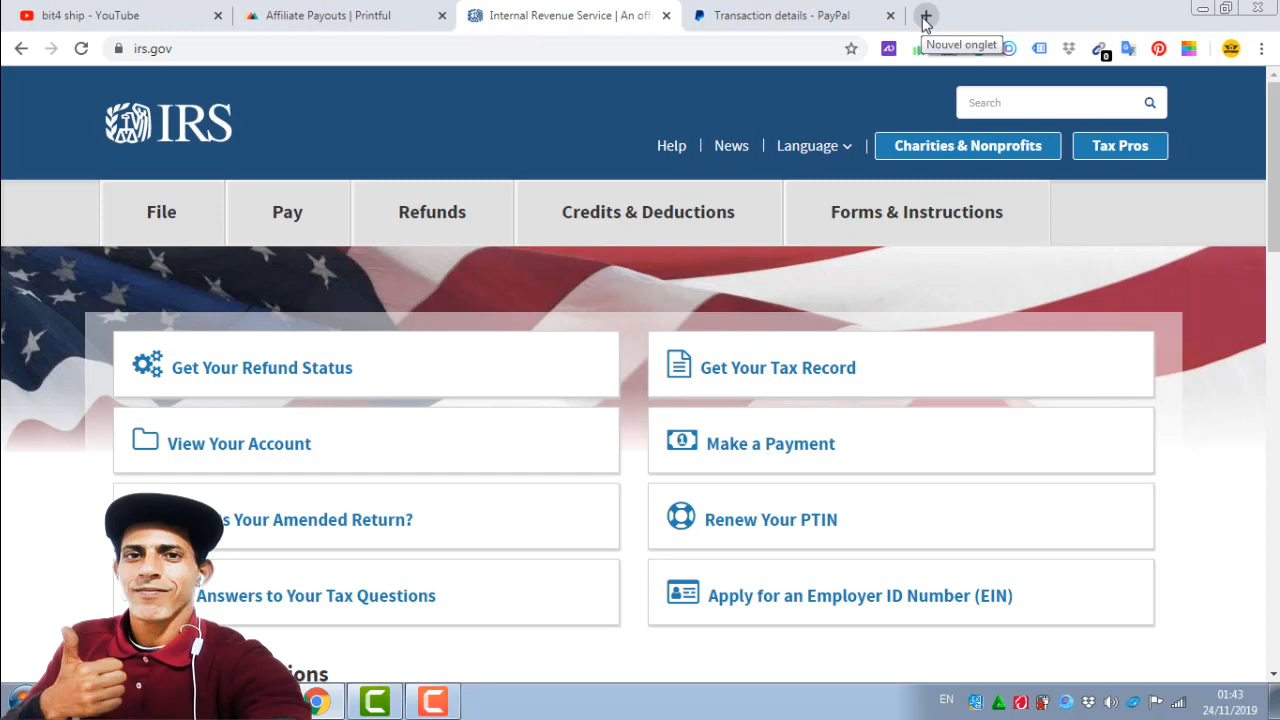 bit4 ship - YouTube
Affiliate Payouts | Printful
Internal Revenue Service | An offi
Transaction details - PayPal
irs.gov
Nouvel onglet
0
IRS
Search
Help
News
Language
Charities & Nonprofits
Tax Pros
File
Pay
Refunds
Credits & Deductions
Forms & Instructions
Get Your Refund Status
Get Your Tax Record
View Your Account
Make a Payment
s Your Amended Return?
Renew Your PTIN
Answers to Your Tax Questions
Apply for an Employer ID Number (EIN)
ions
EN
01:43
24/11/2019